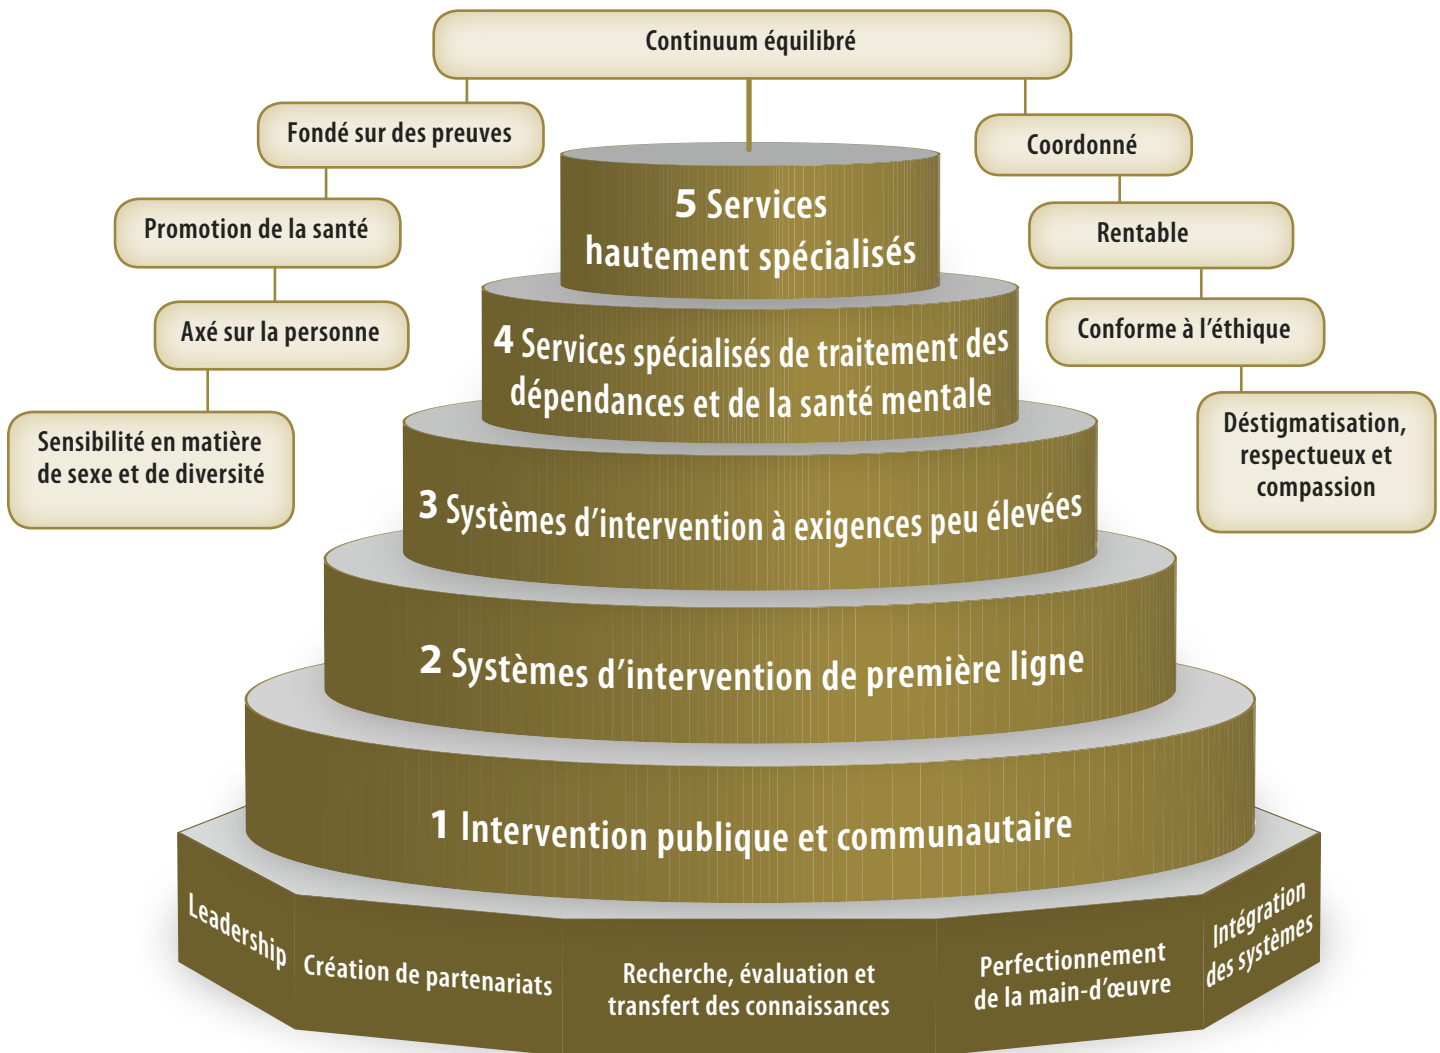 Continuum équilibré
Fondé sur des preuves
Promotion de la santé
Axé sur la personne
Sensibilité en matière
de sexe et de diversité
Coordonné
Rentable
Conforme à l’éthique
Déstigmatisation,
respectueux et
compassion
5 Services
hautement spécialisés
4 Services spécialisés de traitement des
dépendances et de la santé mentale
3 Systèmes d’intervention à exigences peu élevées
2 Systèmes d’intervention de première ligne
1 Intervention publique et communautaire
Leadership
Création de partenariats
Recherche, évaluation et
transfert des connaissances
Perfectionnement
de la main-d’œuvre
Intégration
des systèmes